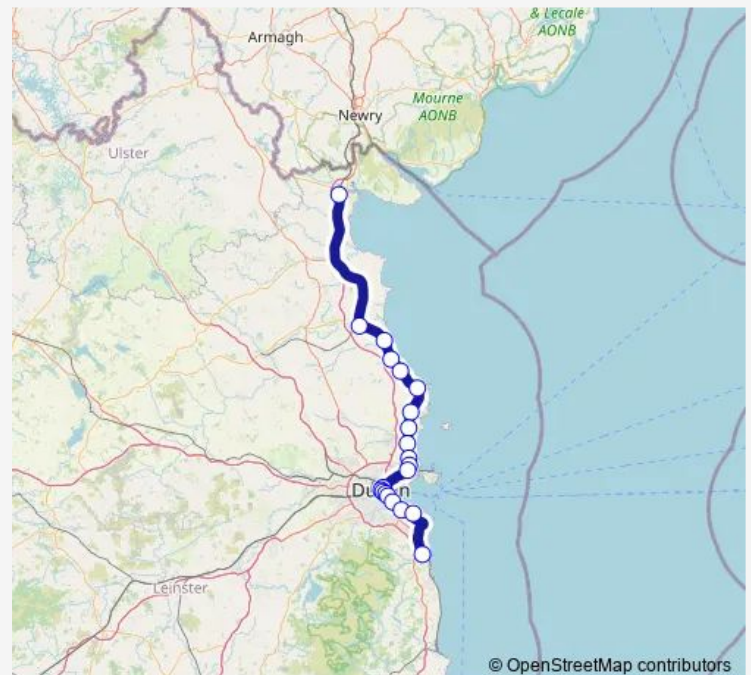 & Lecale
AONB
Armagh
Mourne
AONB
Newry
Ulster
Leinster
© OpenStreetMap contributors